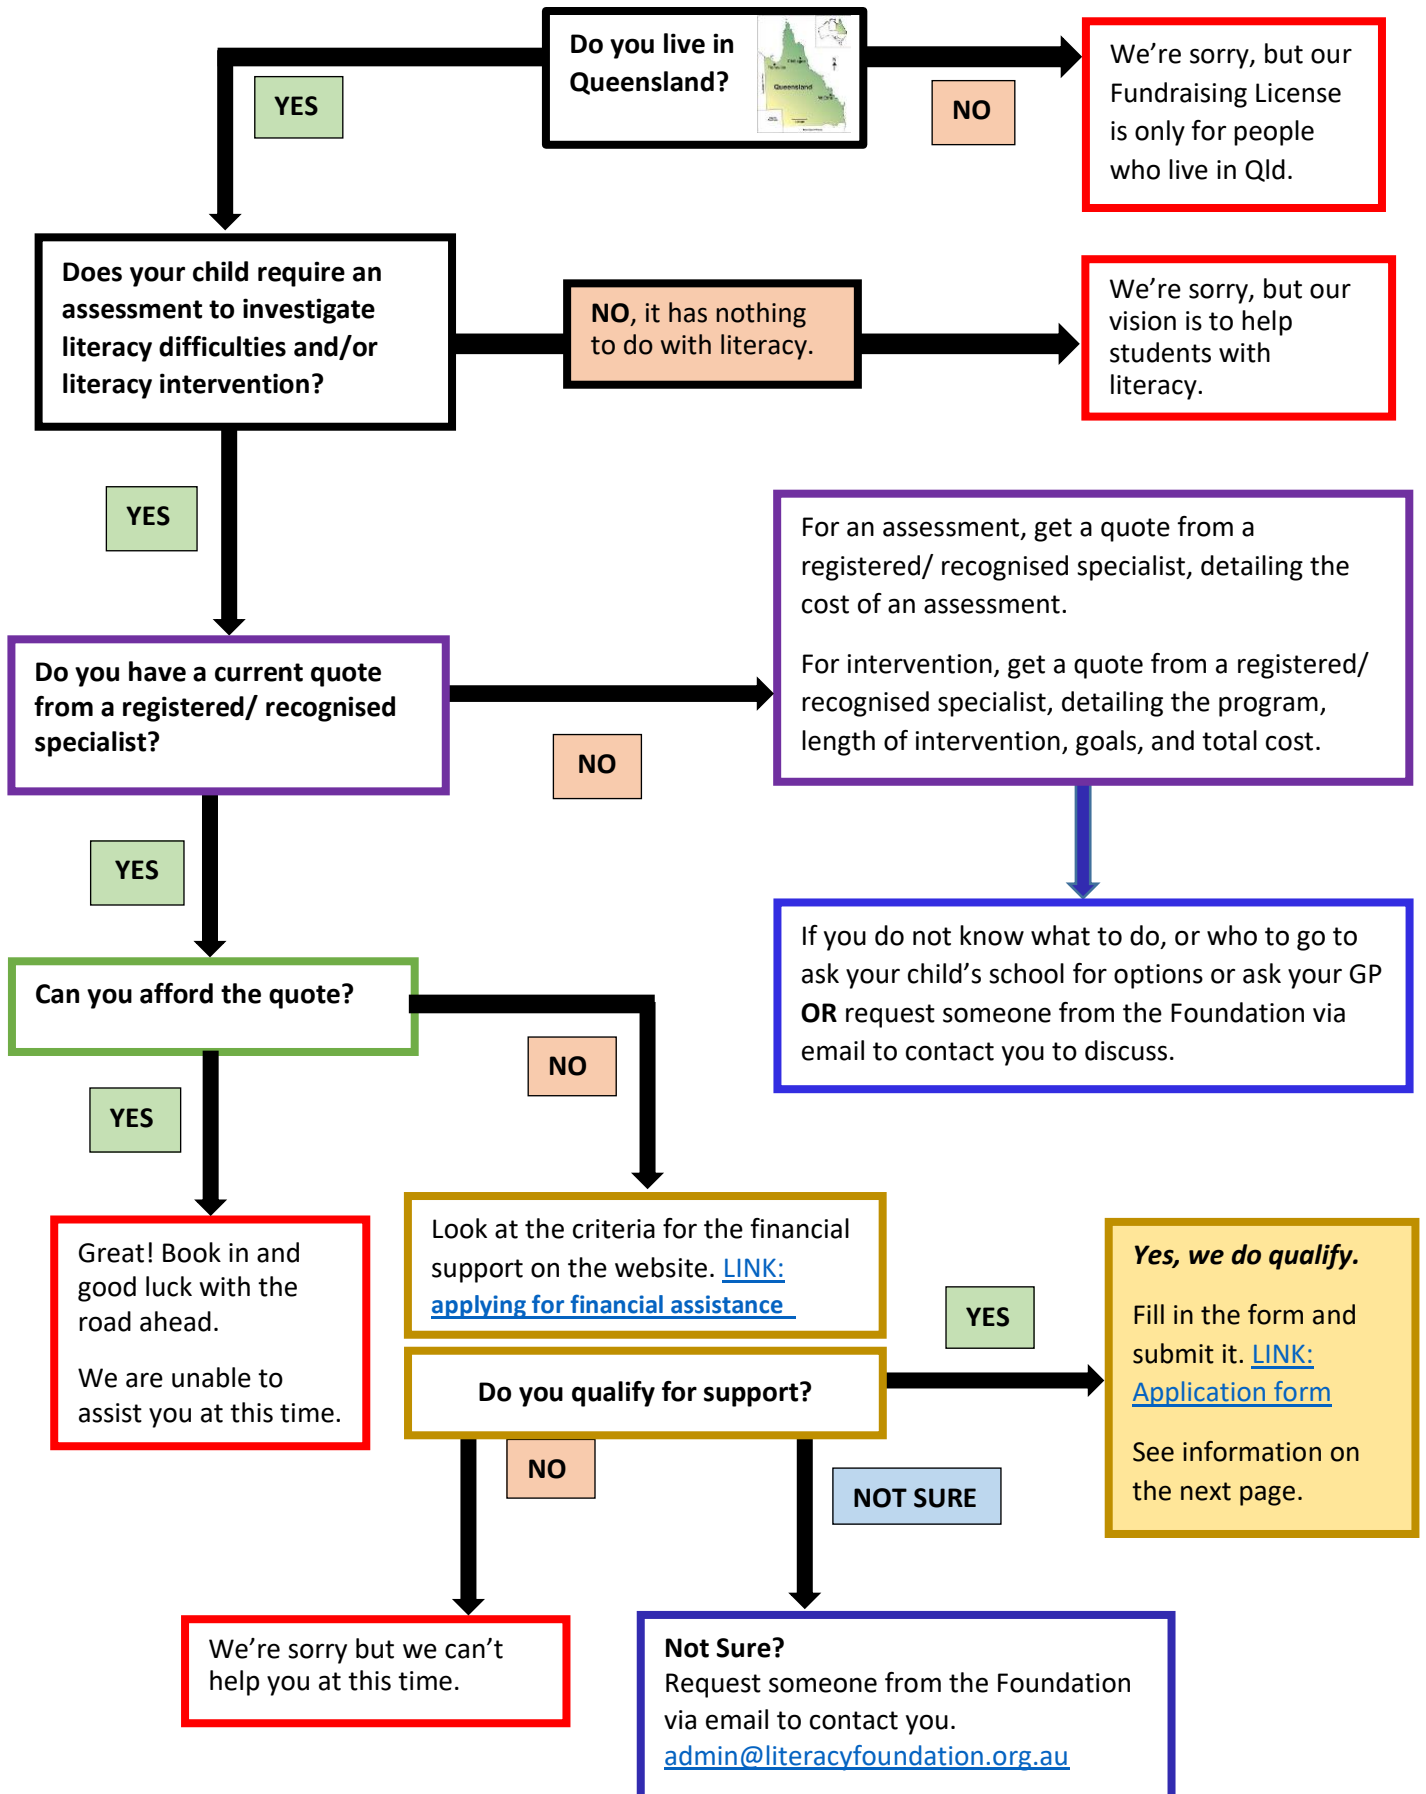 Do you live in
Queensland?
Queensland
YES
NO
We’re sorry, but our
Fundraising License
is only for people
who live in Qld.
Does your child require an
assessment to investigate
literacy difficulties and/or
literacy intervention?
NO, it has nothing
to do with literacy.
We’re sorry, but our
vision is to help
students with
literacy.
YES
Do you have a current quote
from a registered/ recognised
specialist?
NO
For an assessment, get a quote from a
registered/ recognised specialist, detailing the
cost of an assessment.
For intervention, get a quote from a registered/
recognised specialist, detailing the program,
length of intervention, goals, and total cost.
YES
If you do not know what to do, or who to go to
ask your child’s school for options or ask your GP
OR request someone from the Foundation via
email to contact you to discuss.
Can you afford the quote?
NO
YES
Great! Book in and
good luck with the
road ahead.
We are unable to
assist you at this time.
Look at the criteria for the financial
support on the website. LINK:
applying for financial assistance
Do you qualify for support?
YES
Yes, we do qualify.
Fill in the form and
submit it. LINK:
Application form
See information on
the next page.
NO
NOT SURE
We’re sorry but we can’t
help you at this time.
Not Sure?
Request someone from the Foundation
via email to contact you.
admin@literacyfoundation.org.au